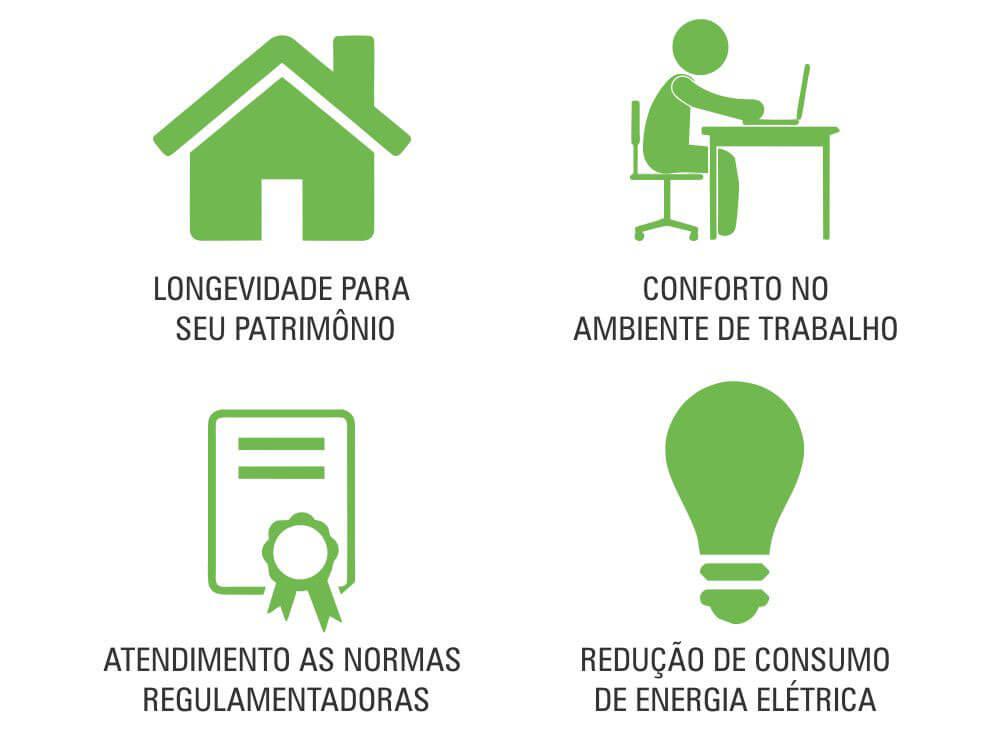 LONGEVIDADE PARA
SEU PATRIMÔNIO
CONFORTO NO
AMBIENTE DE TRABALHO
ATENDIMENTO AS NORMAS
REGULAMENTADORAS
REDUÇÃO DE CONSUMO
DE ENERGIA ELÉTRICA